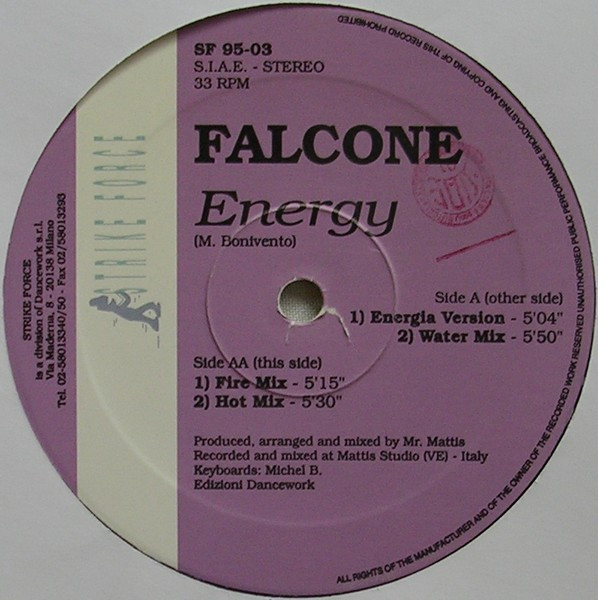 SF 95-03
S.I.A.E. - STEREO
33 RPM
FALCONE
Energy
(M. Bonivento)
Side A (other side)
1) Energia Version - 5'04"
2) Water Mix - 5'50"
Side AA (this side)
1) Fire Mix - 5'15"
2) Hot Mix - 5'30"
Produced, arranged and mixed by Mr. Mattis
Recorded and mixed at Mattis Studio (VE) - Italy
Keyboards: Michel B.
Edizioni Dancework
STRIKE FORCE
STRIKE FORCE
is a division of Dancework s.r.l.
Via Maderna, 8 - 20138 Milano
Tel. 02-58013340/50 - Fax 02/58013293
ALL RIGHTS OF THE MANUFACTURER AND OF THE OWNER OF THE RECORDED WORK RESERVED UNAUTHORISED PUBLIC PERFORMANCE BROADCASTING AND COPYING OF THIS RECORD PROHIBITED